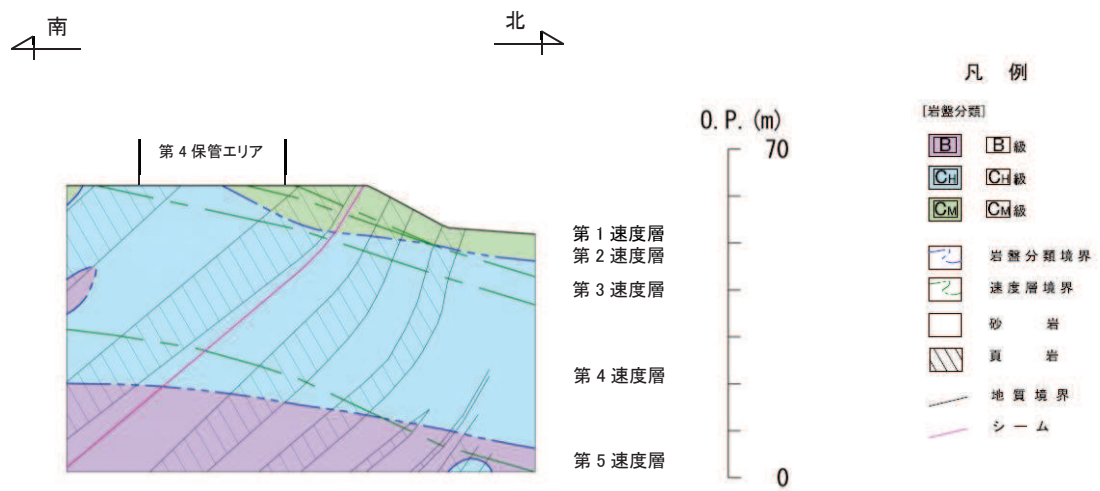 南
北
第4保管エリア
第1速度層
第2速度層
第3速度層
第4速度層
第5速度層
O.P.(m)
70
0
凡 例
[岩盤分類]
B B級
CH CH級
CM CM級
岩盤分類境界
速度層境界
砂 岩
頁 岩
地質境界
シーム